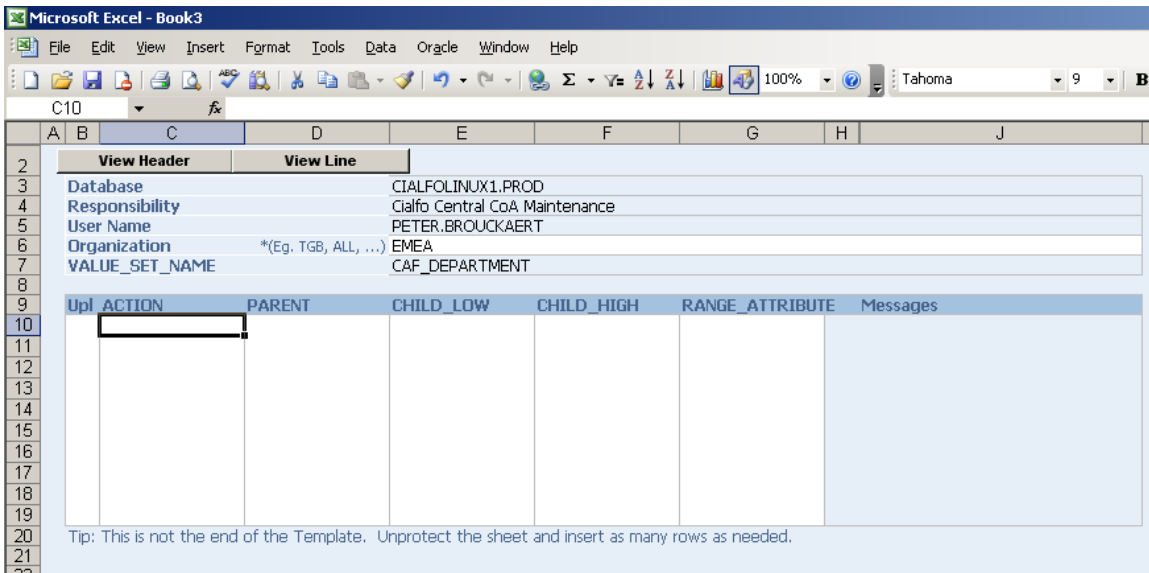 Microsoft Excel - Book3
File Edit View Insert Format Tools Data Oracle Window Help
ABC Σ A Z Z A 100% Tahoma 9 B
C10 fx
A B C D E F G H J
2 View Header View Line
3 Database CIALFOLINUX1.PROD
4 Responsibility Cialfo Central CoA Maintenance
5 User Name PETER.BROUCKAERT
6 Organization *(Eg. TGB, ALL, ...) EMEA
7 VALUE_SET_NAME CAF_DEPARTMENT
8
9 Upl ACTION PARENT CHILD_LOW CHILD_HIGH RANGE_ATTRIBUTE Messages
10
11
12
13
14
15
16
17
18
19
20 Tip: This is not the end of the Template. Unprotect the sheet and insert as many rows as needed.
21
22